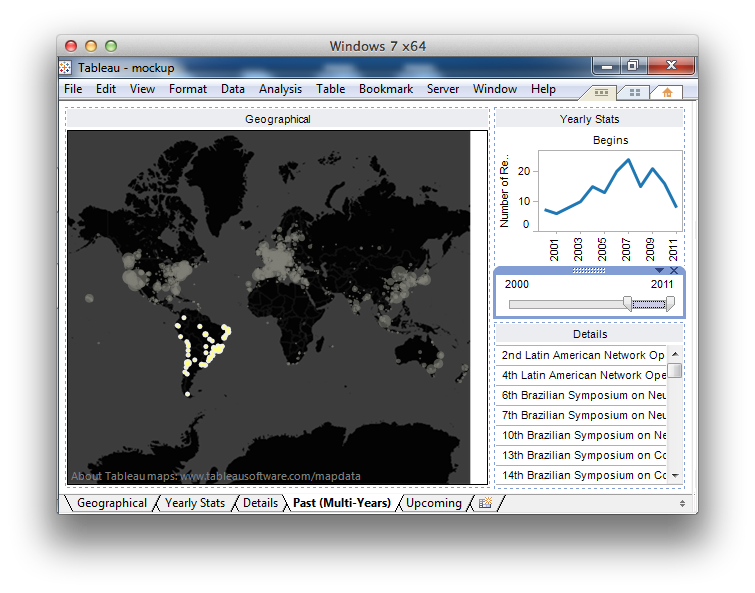 Windows 7 x64
Tableau - mockup
File Edit View Format Data Analysis Table Bookmark Server Window Help
Geographical
About Tableau maps: www.tableausoftware.com/mapdata
Yearly Stats
Begins
Number of Re..
20
10
0
2001 2003 2005 2007 2009 2011
2000 2011
Details
2nd Latin American Network Op
4th Latin American Network Ope
6th Brazilian Symposium on Neu
7th Brazilian Symposium on Neu
10th Brazilian Symposium on Ne
13th Brazilian Symposium on Co
14th Brazilian Symposium on Cc
Geographical Yearly Stats Details Past (Multi-Years) Upcoming